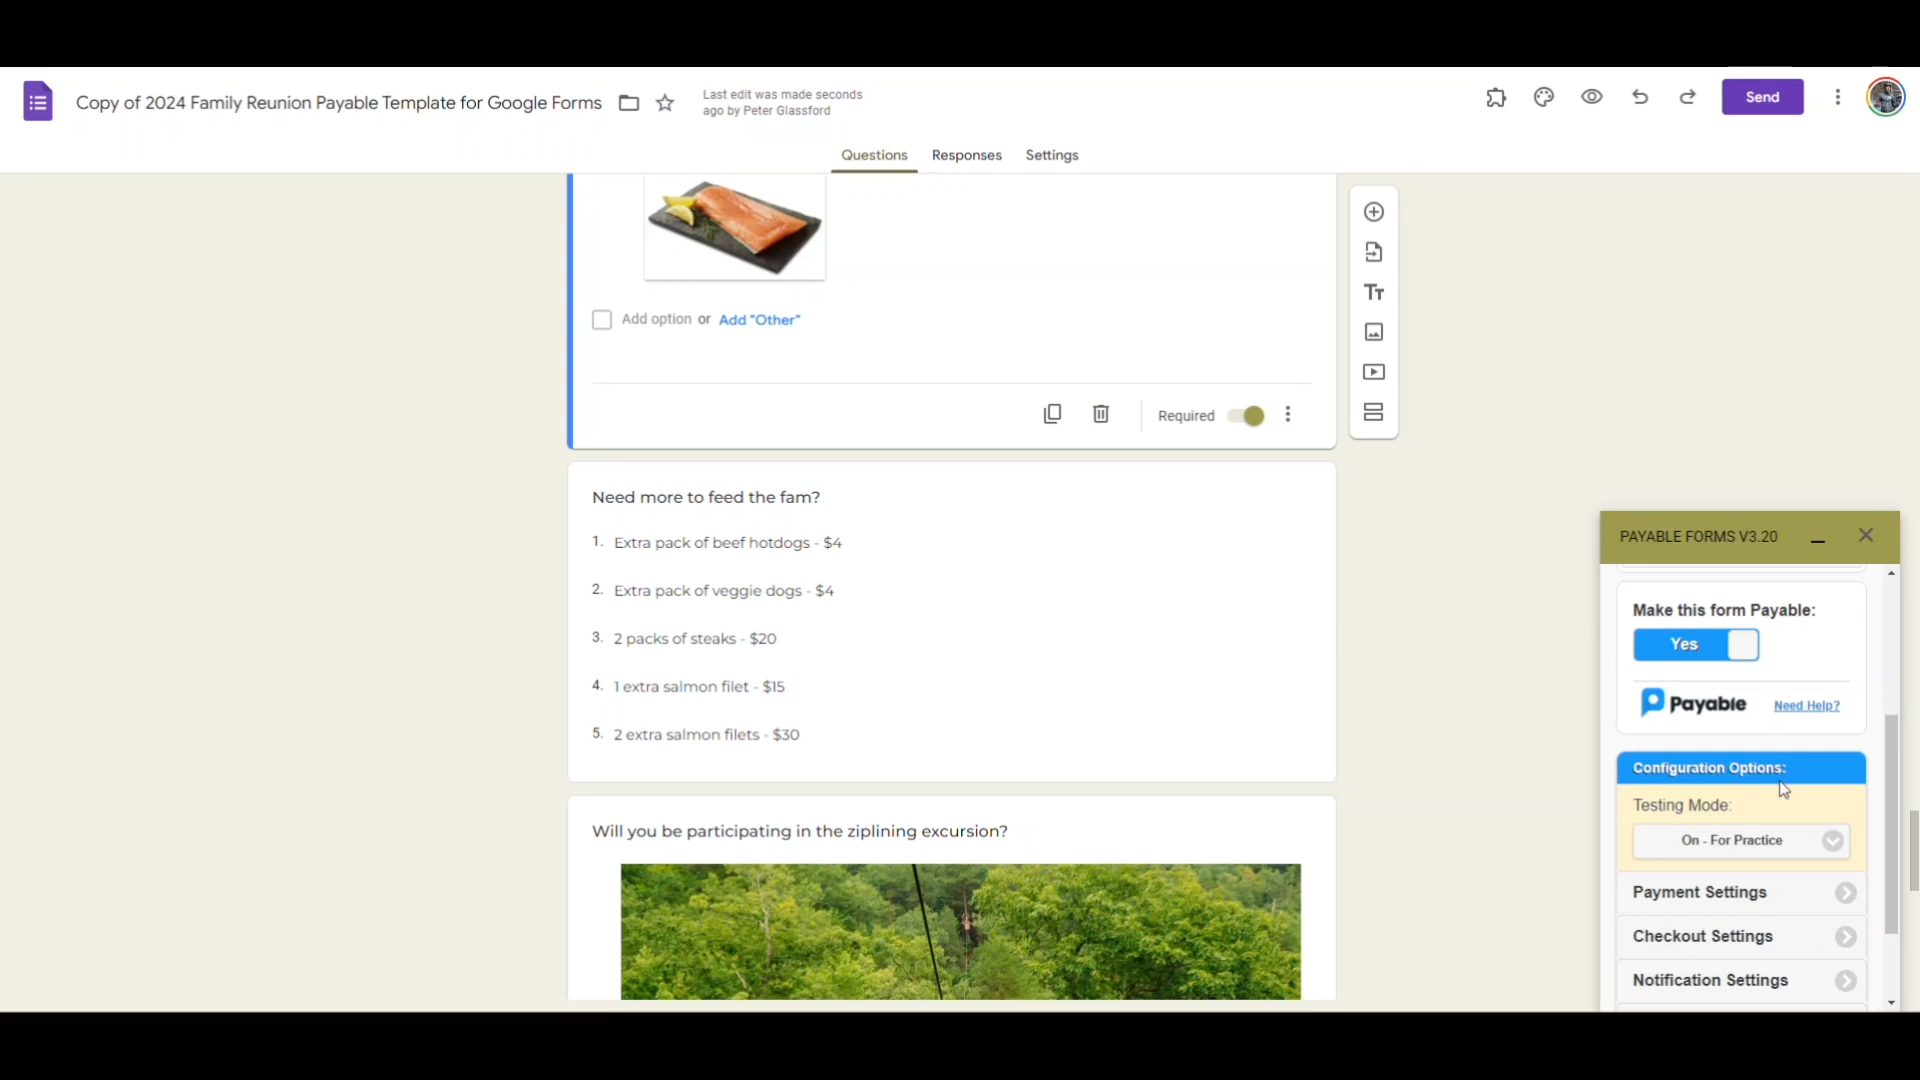 Copy of 2024 Family Reunion Payable Template for Google Forms
Last edit was made seconds
ago by Peter Glassford
Send
Questions
Responses
Settings
Add option or Add "Other"
Required
Need more to feed the fam?
1. Extra pack of beef hotdogs - $4
2. Extra pack of veggie dogs - $4
3. 2 packs of steaks - $20
4. 1 extra salmon filet - $15
5. 2 extra salmon filets - $30
Will you be participating in the ziplining excursion?
PAYABLE FORMS V3.20
Make this form Payable:
Yes
Payable
Need Help?
Configuration Options:
Testing Mode:
On - For Practice
Payment Settings
Checkout Settings
Notification Settings